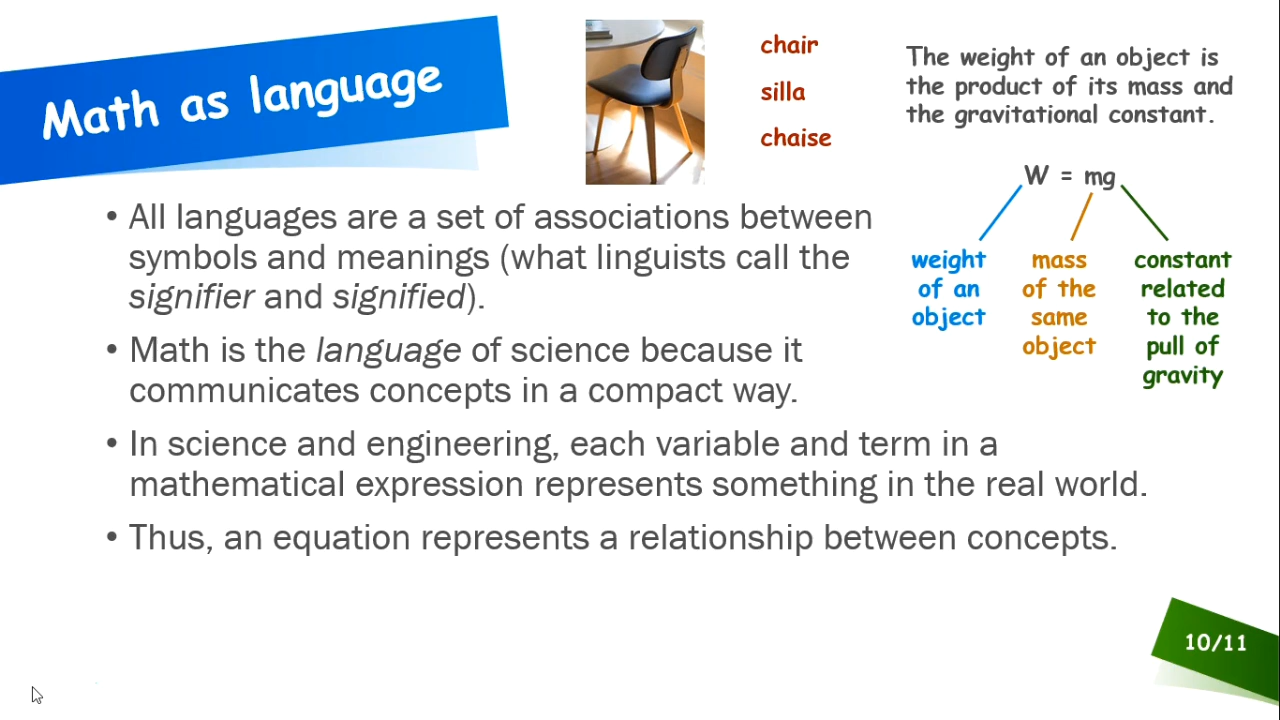 Math as language
chair
silla
chaise
The weight of an object is
the product of its mass and
the gravitational constant.
W = mg
weight
of an
object
mass
of the
same
object
constant
related
to the
pull of
gravity
• All languages are a set of associations between
symbols and meanings (what linguists call the
signifier and signified).
• Math is the language of science because it
communicates concepts in a compact way.
• In science and engineering, each variable and term in a
mathematical expression represents something in the real world.
• Thus, an equation represents a relationship between concepts.
10/11